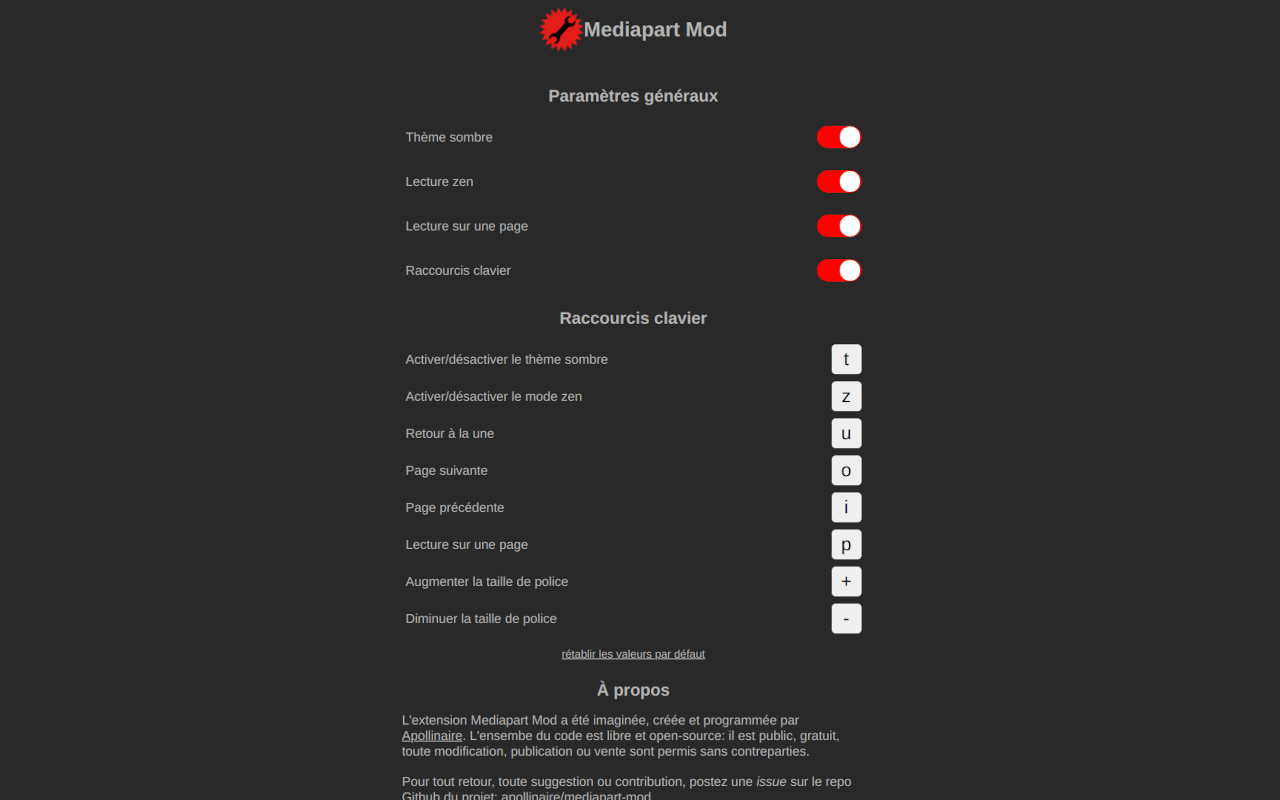 Mediapart Mod
Paramètres généraux
Thème sombre
Lecture zen
Lecture sur une page
Raccourcis clavier
Raccourcis clavier
Activer/désactiver le thème sombre t
Activer/désactiver le mode zen z
Retour à la une u
Page suivante o
Page précédente i
Lecture sur une page p
Augmenter la taille de police +
Diminuer la taille de police -
rétablir les valeurs par défaut
À propos
L'extension Mediapart Mod a été imaginée, créée et programmée par
Apollinaire. L'ensembe du code est libre et open-source: il est public, gratuit,
toute modification, publication ou vente sont permis sans contreparties.
Pour tout retour, toute suggestion ou contribution, postez une issue sur le repo
Github du projet: apollinaire/mediapart-mod